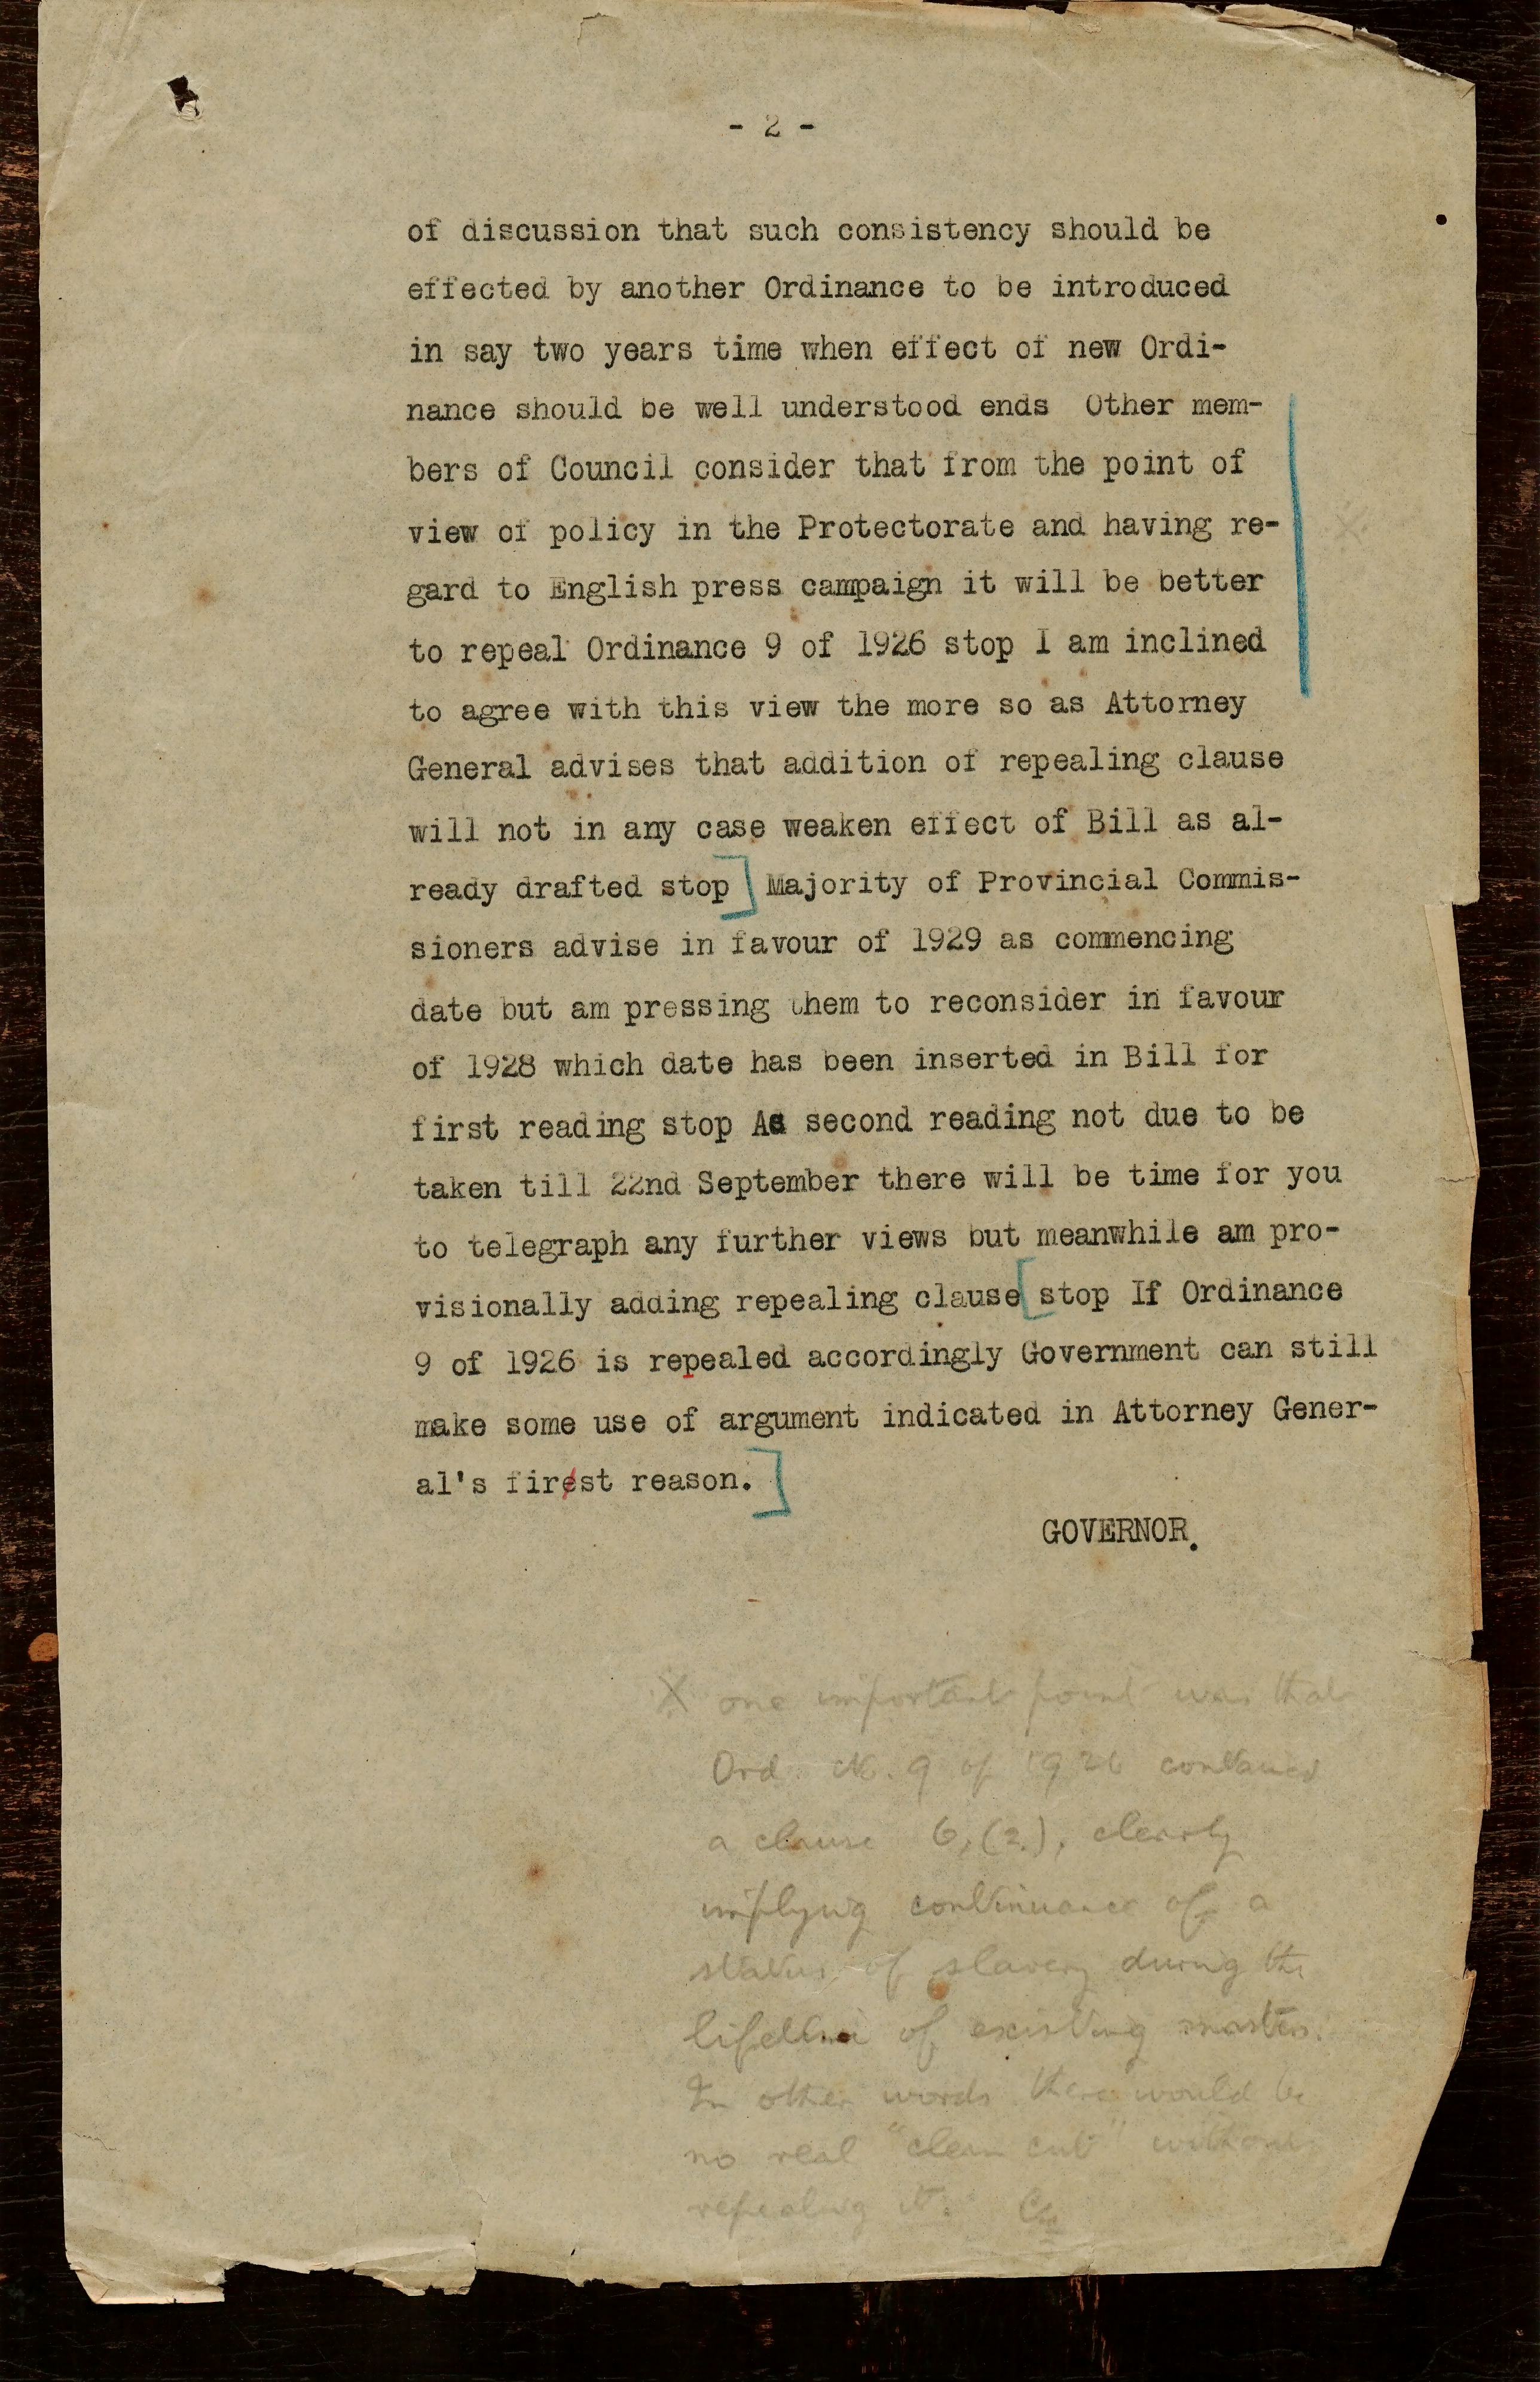 - 2 -
of discussion that such consistency should be
effected by another Ordinance to be introduced
in say two years time when effect of new Ordi-
nance should be well understood ends Other mem-
bers of Council consider that from the point of
view of policy in the Protectorate and having re-
gard to English press campaign it will be better
to repeal Ordinance 9 of 1926 stop I am inclined
to agree with this view the more so as Attorney
General advises that addition of repealing clause
will not in any case weaken effect of Bill as al-
ready drafted stop] Majority of Provincial Commis-
sioners advise in favour of 1929 as commencing
date but am pressing them to reconsider in favour
of 1928 which date has been inserted in Bill for
first reading stop As second reading not due to be
taken till 22nd September there will be time for you
to telegraph any further views but meanwhile am pro-
visionally adding repealing clause [stop If Ordinance
9 of 1926 is repealed accordingly Government can still
make some use of argument indicated in Attorney Gener-
al's firest reason.]
GOVERNOR.
X one important point was that
Ord. No. 9 of 1926 contained
a clause 6,(2), clearly
implying continuance of a
status of slavery during the
lifetime of existing masters.
In other words there would be
no real "clean cut" without
repealing it.